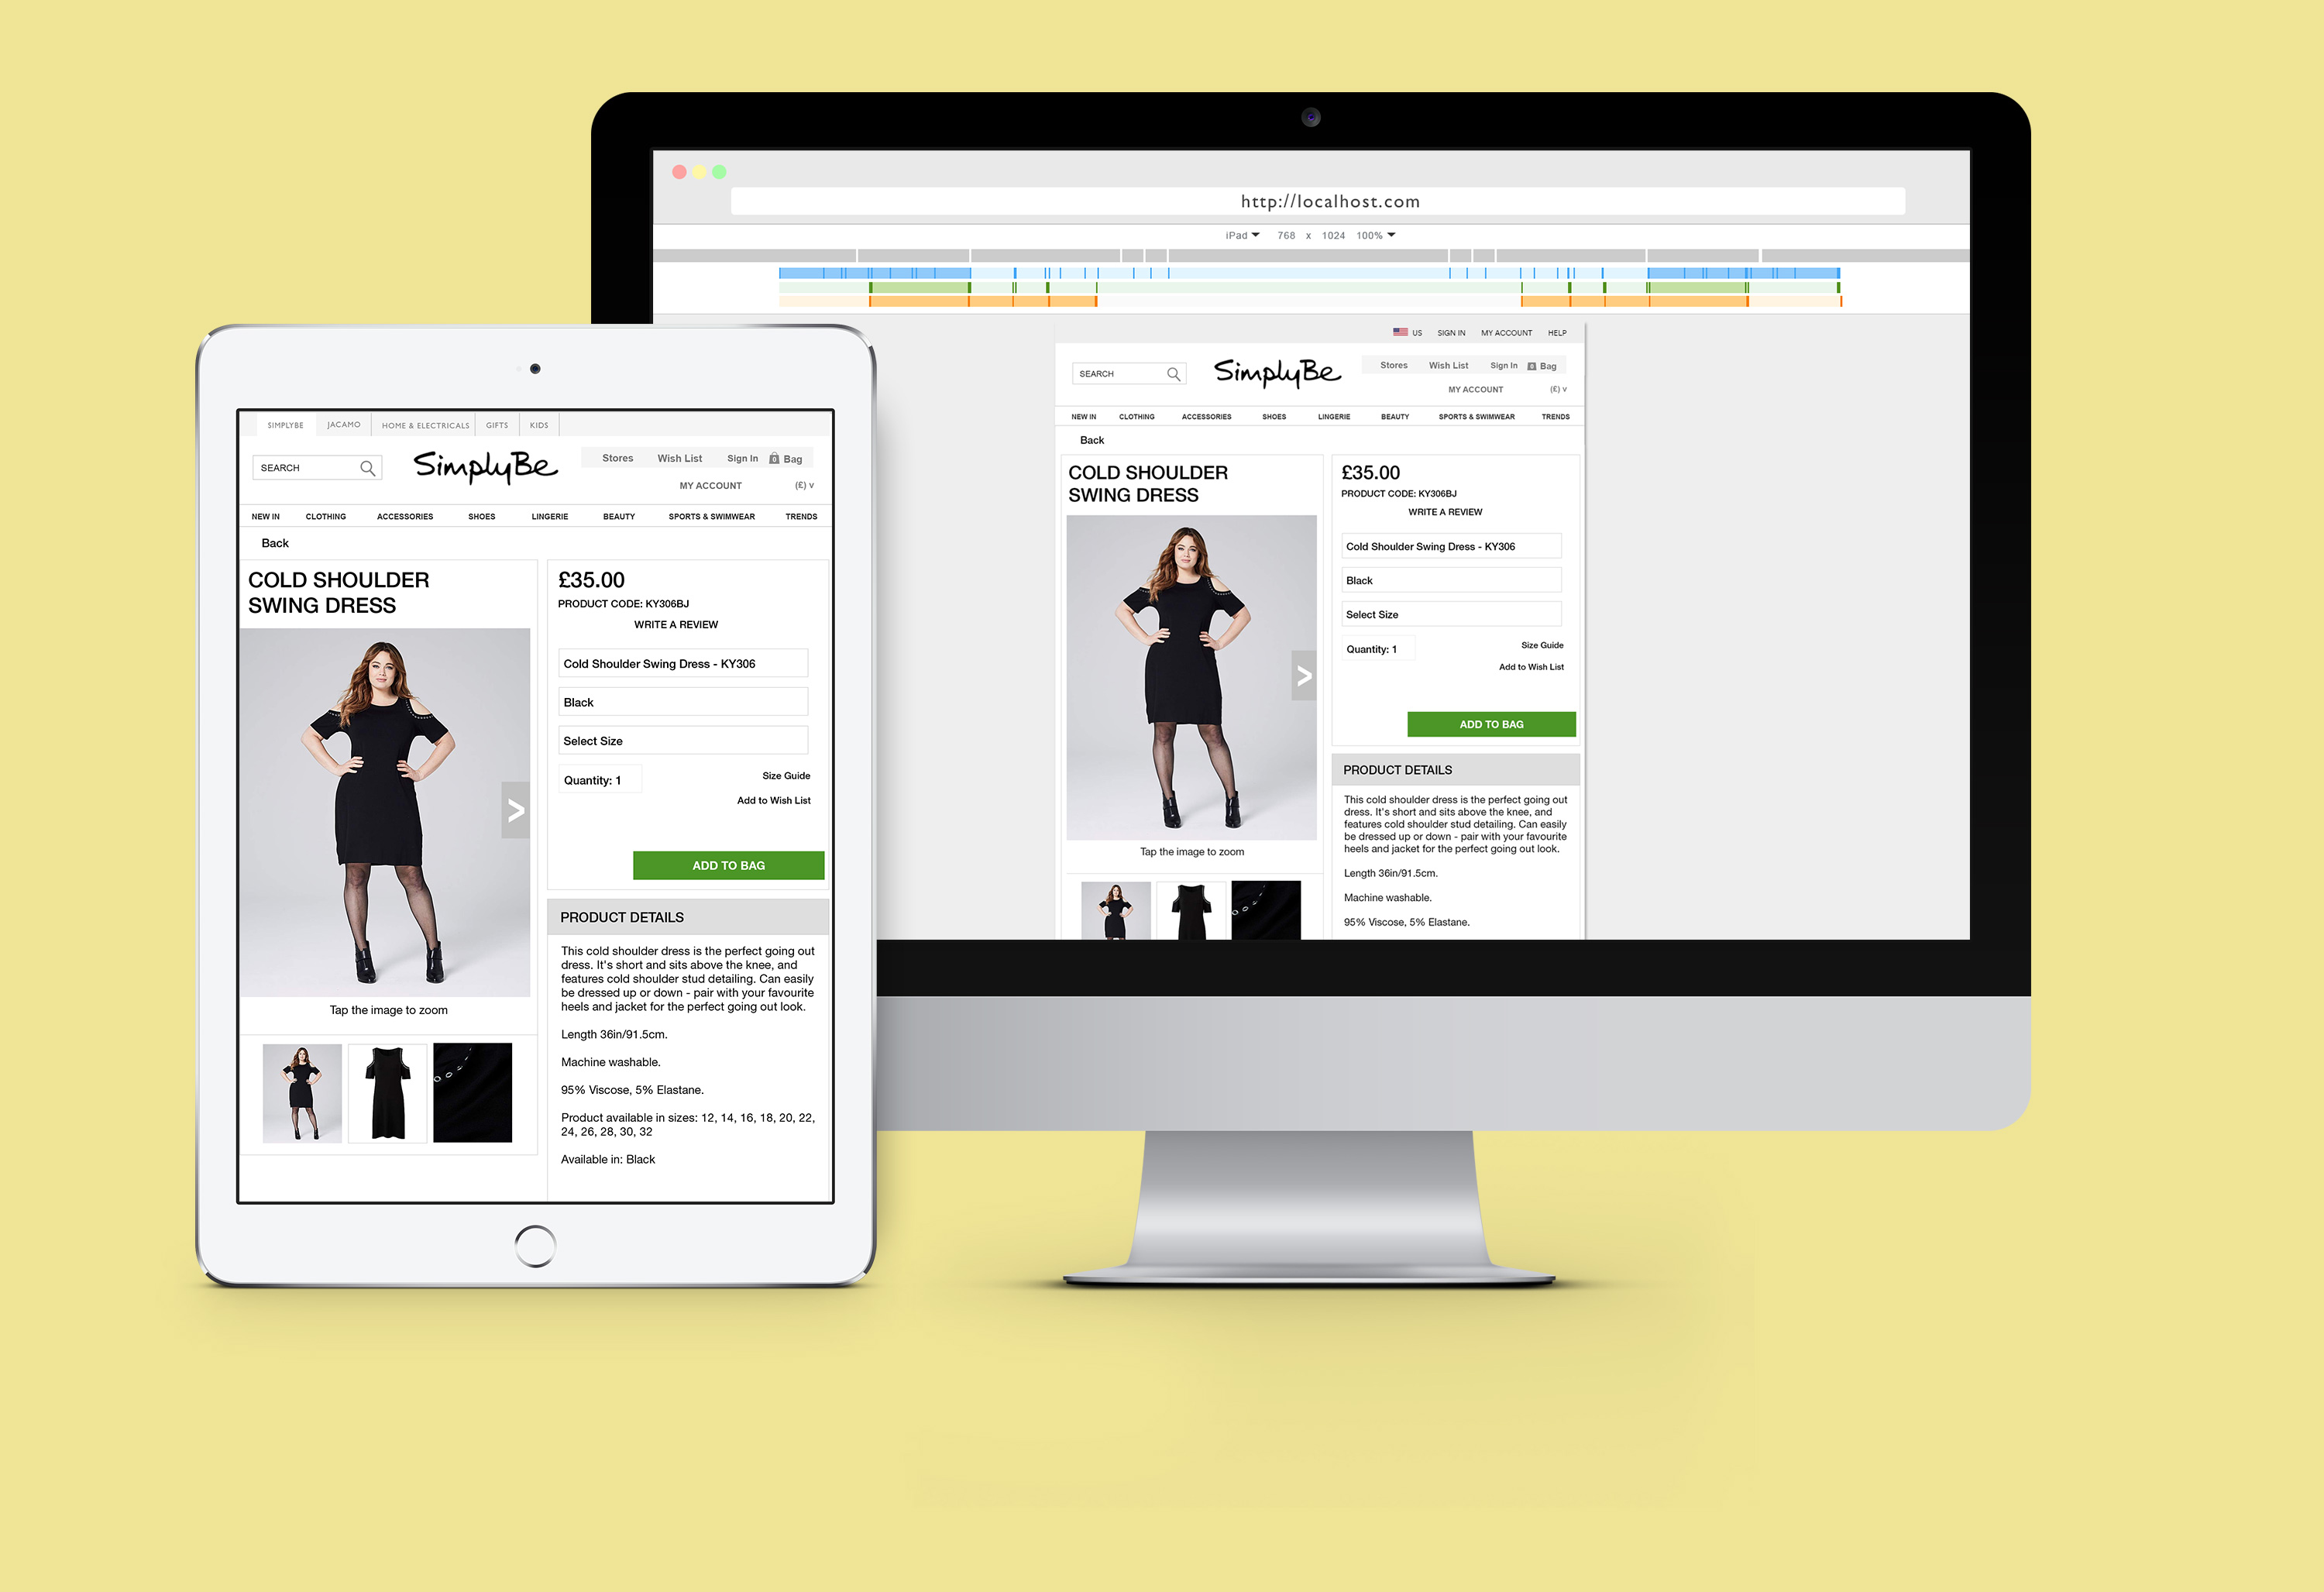 http://localhost.com
iPad 768 x 1024 100%
US SIGN IN MY ACCOUNT HELP
SEARCH
SimplyBe
Stores Wish List Sign In 0 Bag
MY ACCOUNT (£) v
NEW IN CLOTHING ACCESSORIES SHOES LINGERIE BEAUTY SPORTS & SWIMWEAR TRENDS
Back
COLD SHOULDER
SWING DRESS
>
Tap the image to zoom
£35.00
PRODUCT CODE: KY306BJ
WRITE A REVIEW
Cold Shoulder Swing Dress - KY306
Black
Select Size
Quantity: 1
Size Guide
Add to Wish List
ADD TO BAG
PRODUCT DETAILS
This cold shoulder dress is the perfect going out
dress. It's short and sits above the knee, and
features cold shoulder stud detailing. Can easily
be dressed up or down - pair with your favourite
heels and jacket for the perfect going out look.
Length 36in/91.5cm.
Machine washable.
95% Viscose, 5% Elastane.
SIMPLYBE JACAMO HOME & ELECTRICALS GIFTS KIDS
SEARCH
SimplyBe
Stores Wish List Sign In 0 Bag
MY ACCOUNT (£) v
NEW IN CLOTHING ACCESSORIES SHOES LINGERIE BEAUTY SPORTS & SWIMWEAR TRENDS
Back
COLD SHOULDER
SWING DRESS
>
Tap the image to zoom
£35.00
PRODUCT CODE: KY306BJ
WRITE A REVIEW
Cold Shoulder Swing Dress - KY306
Black
Select Size
Quantity: 1
Size Guide
Add to Wish List
ADD TO BAG
PRODUCT DETAILS
This cold shoulder dress is the perfect going out
dress. It's short and sits above the knee, and
features cold shoulder stud detailing. Can easily
be dressed up or down - pair with your favourite
heels and jacket for the perfect going out look.
Length 36in/91.5cm.
Machine washable.
95% Viscose, 5% Elastane.
Product available in sizes: 12, 14, 16, 18, 20, 22,
24, 26, 28, 30, 32
Available in: Black